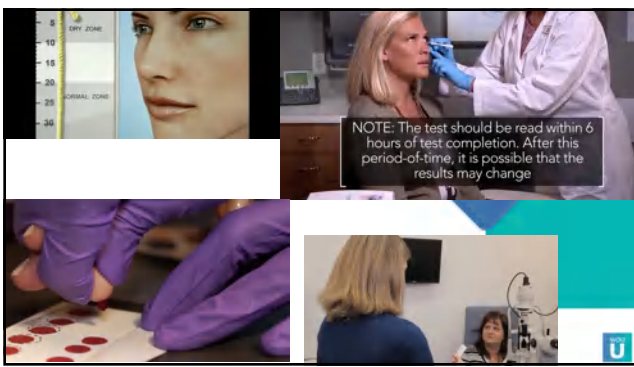 5
DRY ZONE
10
15
20
NORMAL ZONE
25
30
NOTE: The test should be read within 6
hours of test completion. After this
period-of-time, it is possible that the
results may change
U